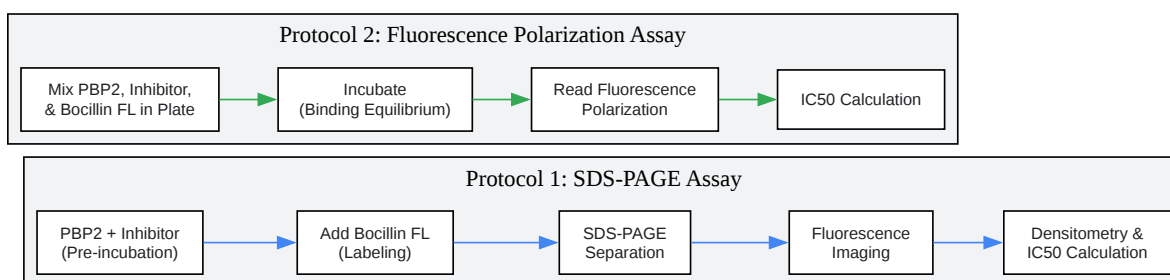 Protocol 2: Fluorescence Polarization Assay
Mix PBP2, Inhibitor,
& Bocillin FL in Plate
Incubate
(Binding Equilibrium)
Read Fluorescence
Polarization
IC50 Calculation
Protocol 1: SDS-PAGE Assay
PBP2 + Inhibitor
(Pre-incubation)
Add Bocillin FL
(Labeling)
SDS-PAGE
Separation
Fluorescence
Imaging
Densitometry &
IC50 Calculation